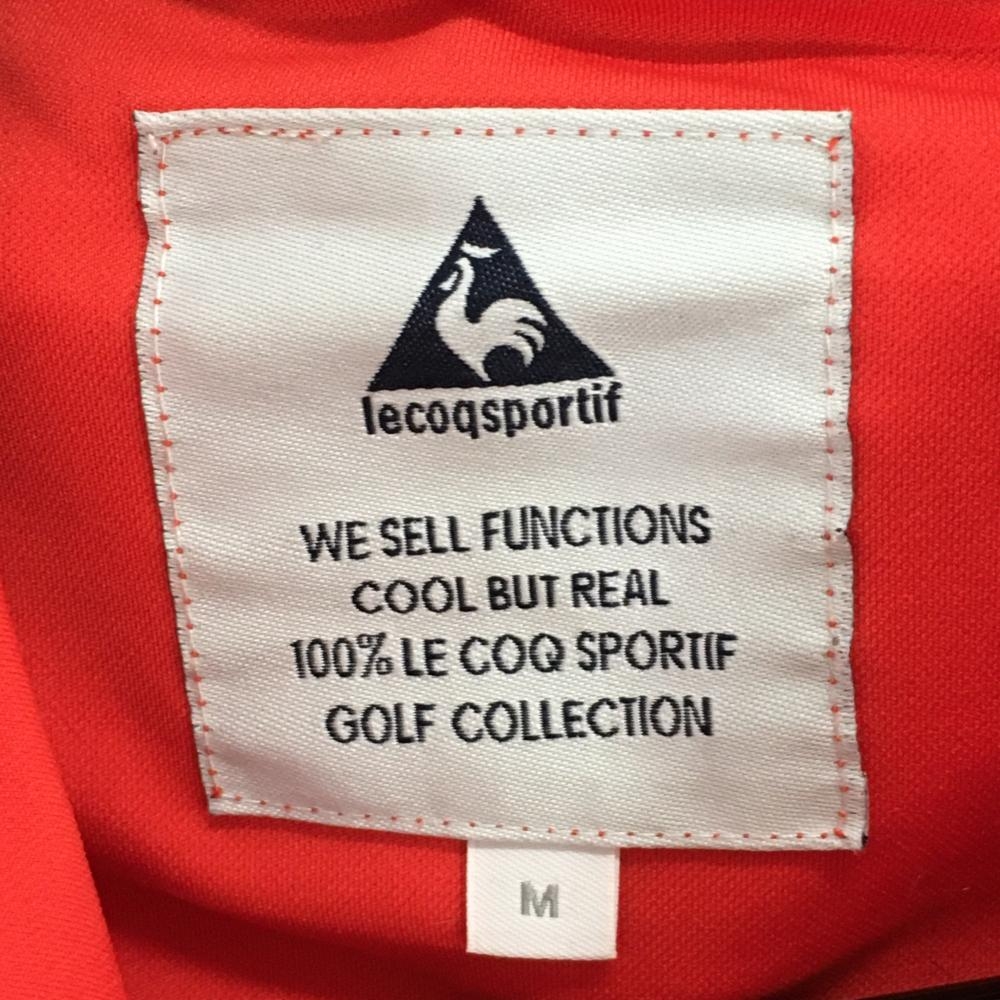 lecoqsportif
WE SELL FUNCTIONS
COOL BUT REAL
100% LE COQ SPORTIF
GOLF COLLECTION
M